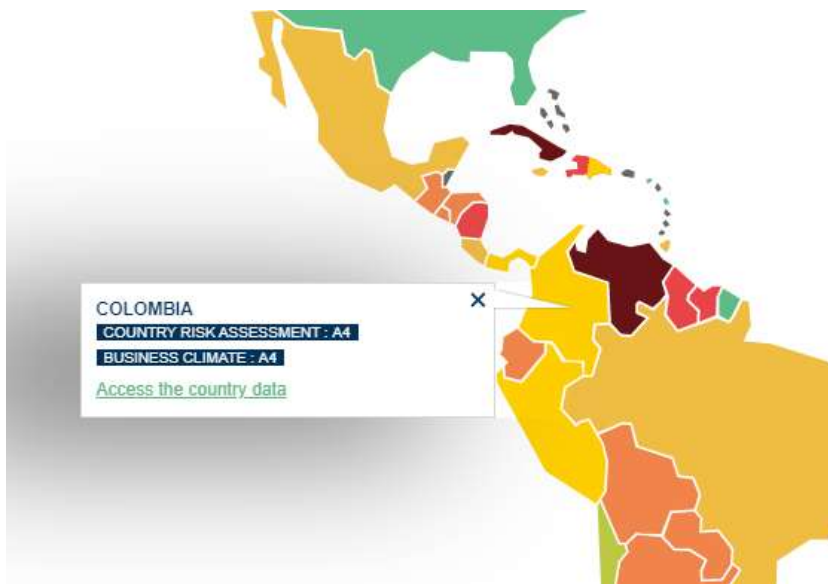 COLOMBIA
COUNTRY RISK ASSESSMENT : A4
BUSINESS CLIMATE : A4
Access the country data